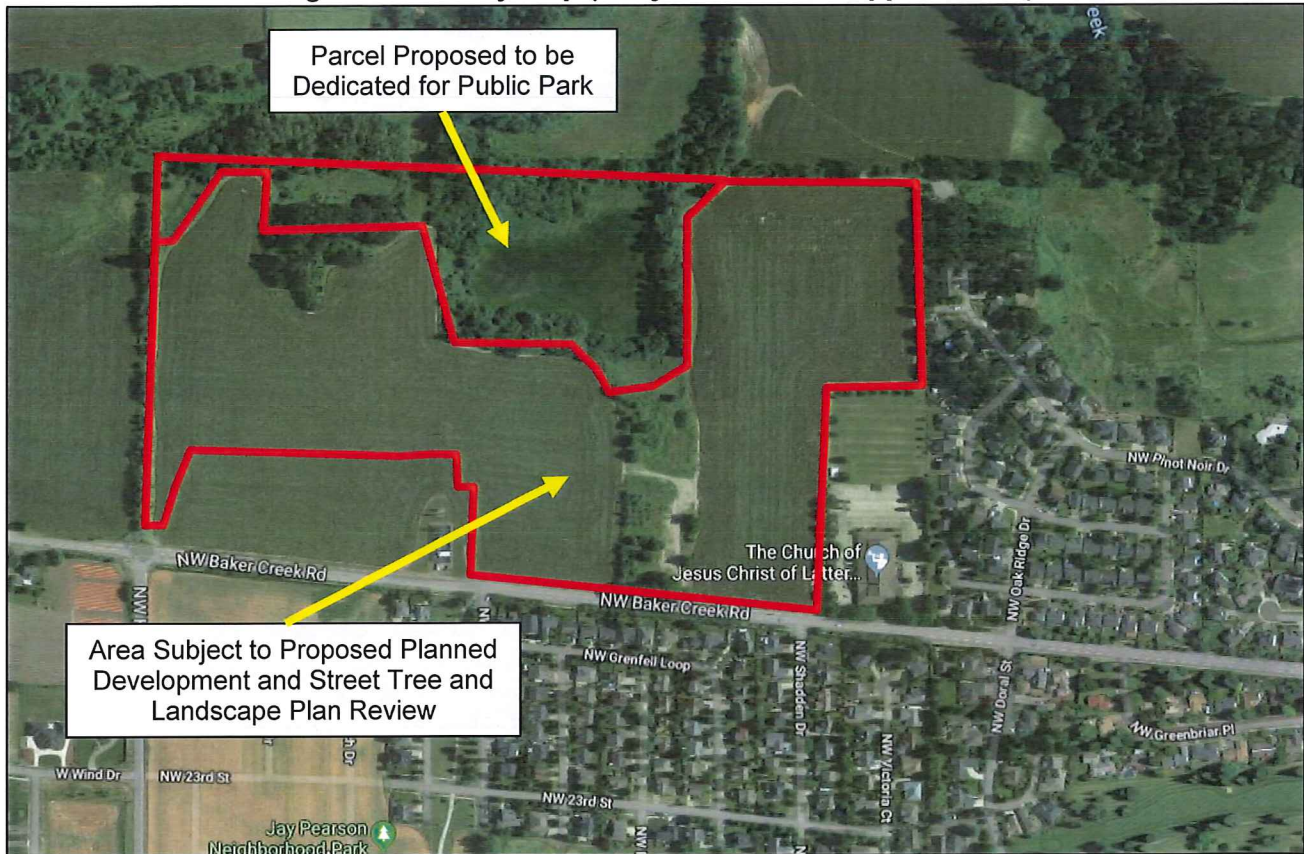 eek
Parcel Proposed to be
Dedicated for Public Park
NW Pinot Noir Dr
The Church of
Jesus Christ of Latter...
NW Oak Ridge Dr
NW Baker Creek Rd
NW Baker Creek Rd
NW
N
Area Subject to Proposed Planned
Development and Street Tree and
Landscape Plan Review
NW Grenfell Loop
NW Shadden Dr
NW Doral St
NW Greenbriar Pl
NW Victoria Ct
W Wind Dr
NW 23rd St
NW 23rd St
Jay Pearson
Neighborhood Park